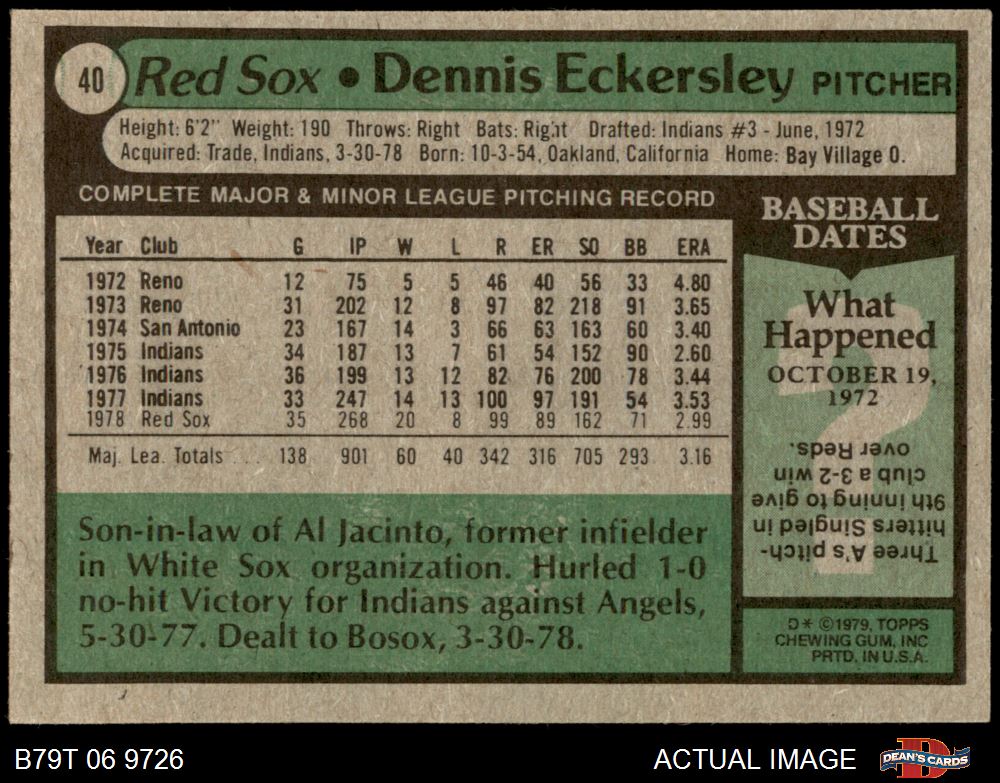 40 Red Sox • Dennis Eckersley PITCHER
Height: 6'2" Weight: 190 Throws: Right Bats: Right Drafted: Indians #3 - June, 1972
Acquired: Trade, Indians, 3-30-78 Born: 10-3-54, Oakland, California Home: Bay Village O.
COMPLETE MAJOR & MINOR LEAGUE PITCHING RECORD
Year Club G IP W L R ER SO BB ERA
1972 Reno 12 75 5 5 46 40 56 33 4.80
1973 Reno 31 202 12 8 97 82 218 91 3.65
1974 San Antonio 23 167 14 3 66 63 163 60 3.40
1975 Indians 34 187 13 7 61 54 152 90 2.60
1976 Indians 36 199 13 12 82 76 200 78 3.44
1977 Indians 33 247 14 13 100 97 191 54 3.53
1978 Red Sox 35 268 20 8 99 89 162 71 2.99
Maj. Lea. Totals ... 138 901 60 40 342 316 705 293 3.16
Son-in-law of Al Jacinto, former infielder
in White Sox organization. Hurled 1-0
no-hit Victory for Indians against Angels,
5-30-77. Dealt to Bosox, 3-30-78.
BASEBALL
DATES
What
Happened
OCTOBER 19,
1972
Three A's pitch-
hitters Singled in
9th inning to give
club a 3-2 win
over Reds.
D* ©1979, TOPPS
CHEWING GUM, INC
PRTD. IN U.S.A.
B79T 06 9726
ACTUAL IMAGE
DEAN'S CARDS